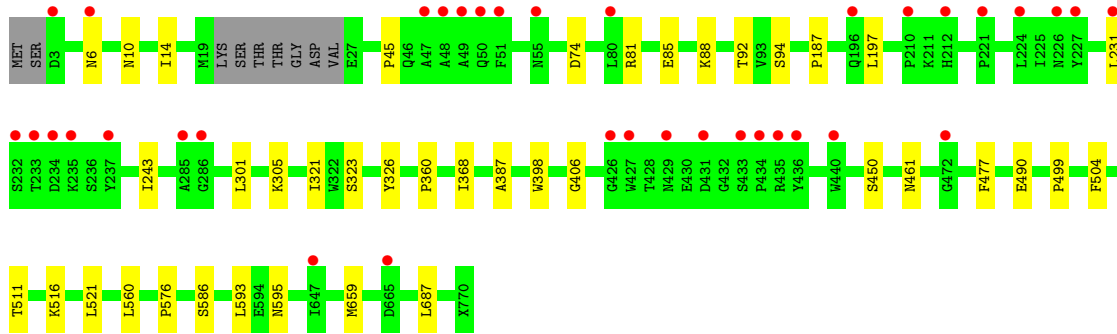 MET SER D3 N6 N10 I14 M19 LYS SER THR THR GLY ASP VAL E27 P45 Q46 A47 A48 A49 Q50 F51 N55 D74 L80 R81 E85 K88 T92 V93 S94 P187 Q196 L197 P210 K211 H212 P221 L224 I225 N226 Y227 L231
S232 T233 D234 K235 S236 Y237 I243 A285 G286 L301 K305 I321 W322 S323 Y326 P360 I368 A387 W398 G406 G426 W427 T428 N429 E430 D431 G432 S433 P434 R435 Y436 W440 S450 N461 G472 F477 E490 P499 F504
T511 K516 L521 L560 P576 S586 L593 E594 N595 I647 M659 D665 L687 X770